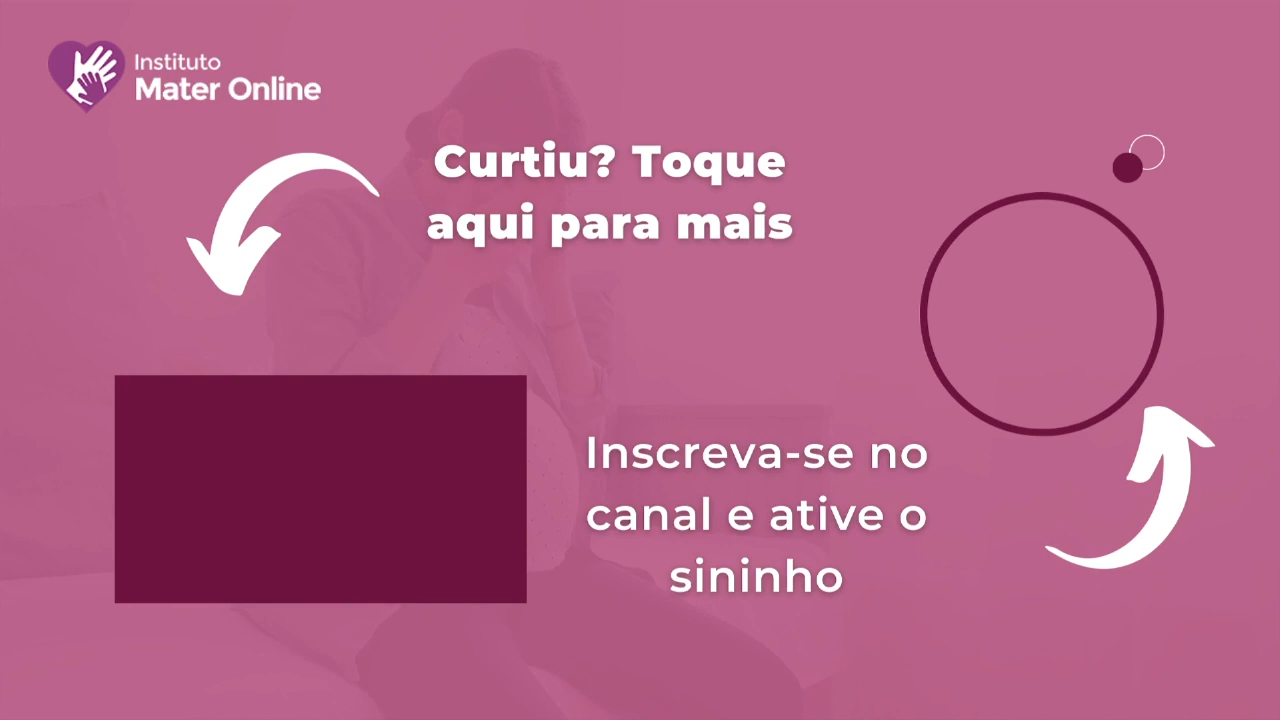 Instituto
Mater Online
Curtiu? Toque
aqui para mais
Inscreva-se no
canal e ative o
sininho